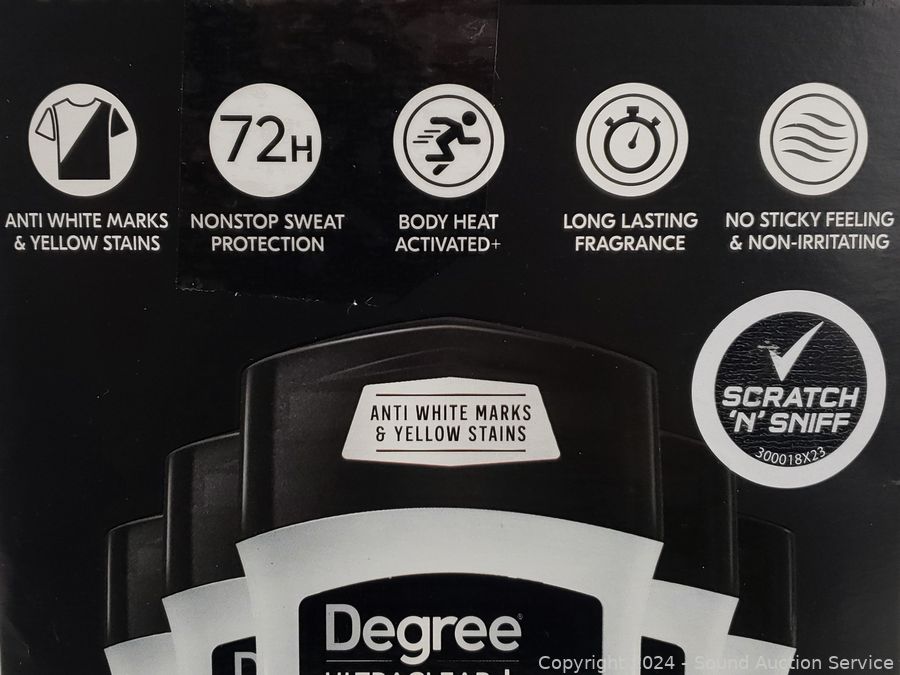 72H
ANTI WHITE MARKS
& YELLOW STAINS
NONSTOP SWEAT
PROTECTION
BODY HEAT
ACTIVATED+
LONG LASTING
FRAGRANCE
NO STICKY FEELING
& NON-IRRITATING
SCRATCH
'N' SNIFF
300018X23
ANTI WHITE MARKS
& YELLOW STAINS
Degree
ULTRACLEAR+
D
Copyright 2024 - Sound Auction Service